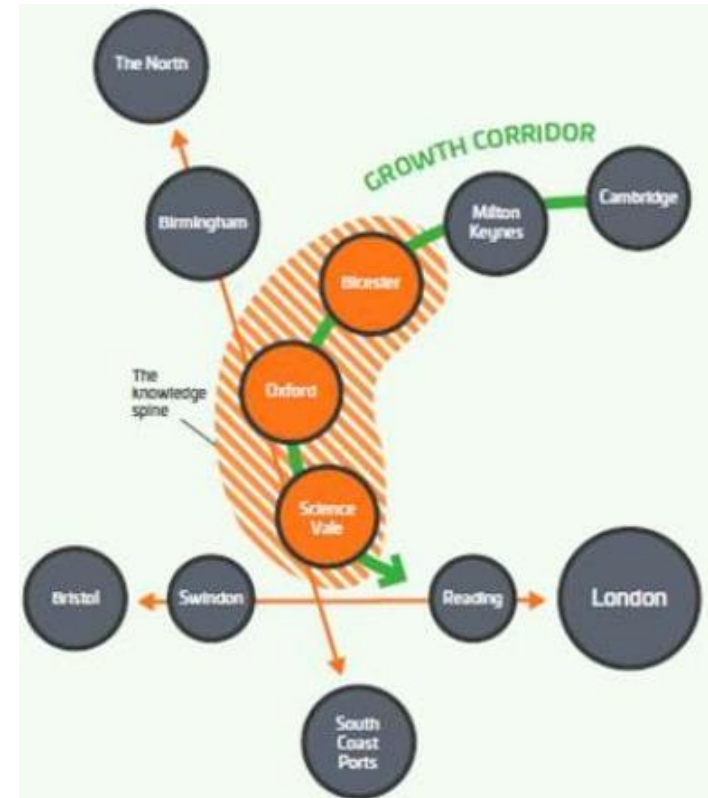 The North
GROWTH CORRIDOR
Birmingham
Milton
Keynes
Cambridge
Bicester
The
knowledge
spine
Oxford
Science
Vale
Bristol
Swindon
Reading
London
South
Coast
Ports